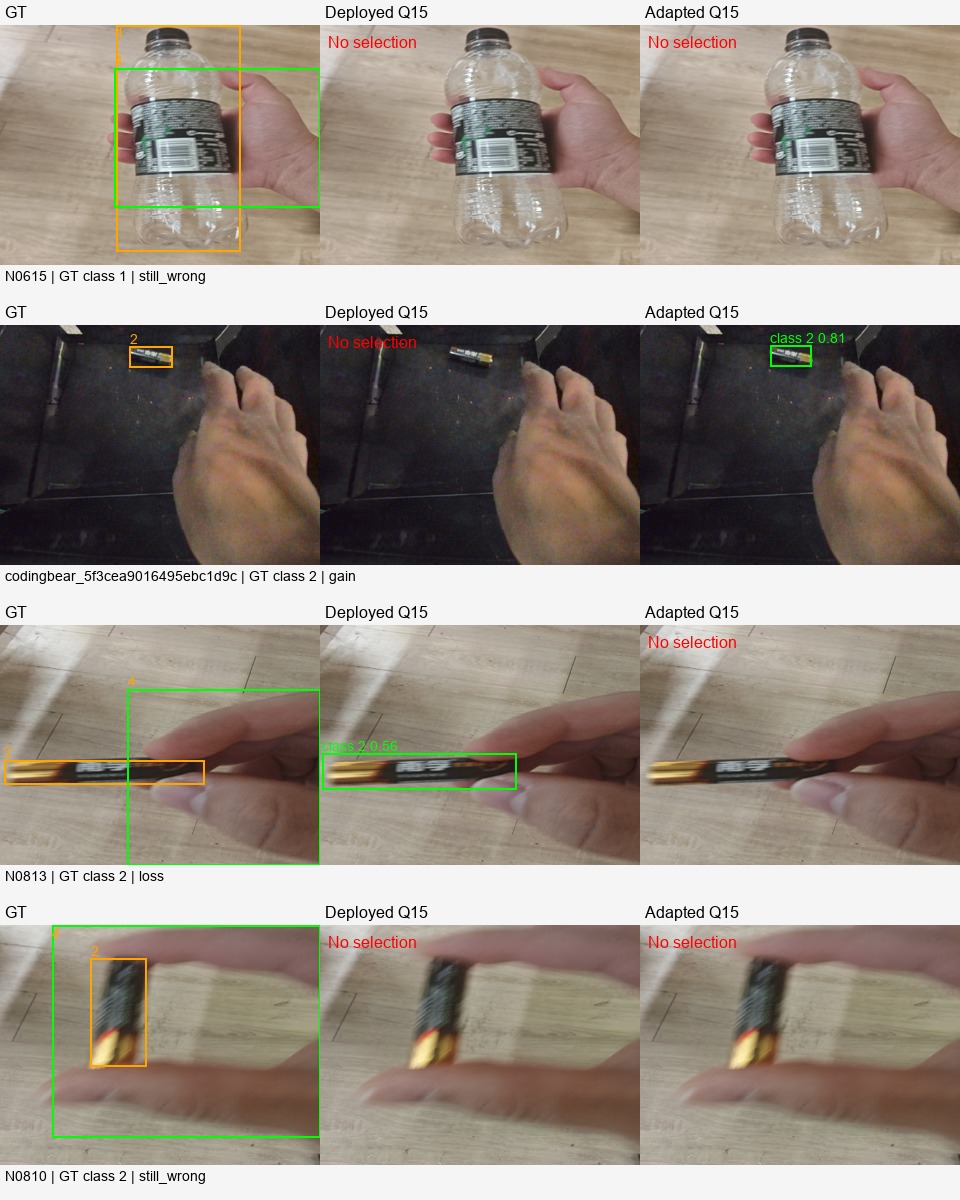 GT
Deployed Q15
Adapted Q15
No selection
No selection
N0615 | GT class 1 | still_wrong
GT
Deployed Q15
Adapted Q15
2
No selection
class 2 0.81
codingbear_5f3cea9016495ebc1d9c | GT class 2 | gain
GT
Deployed Q15
Adapted Q15
No selection
4
2
class 2 0.56
N0813 | GT class 2 | loss
GT
Deployed Q15
Adapted Q15
No selection
No selection
4
2
N0810 | GT class 2 | still_wrong